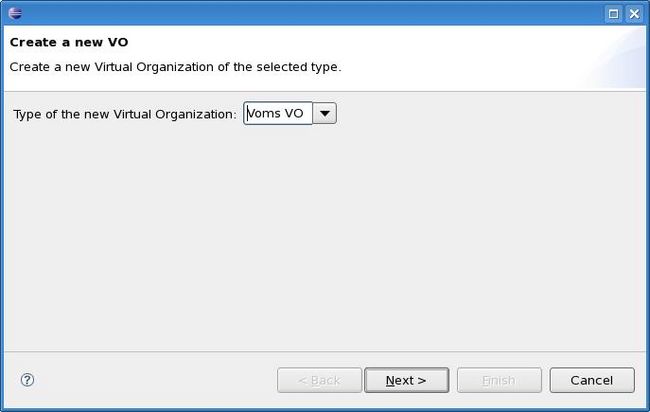 Create a new VO
Create a new Virtual Organization of the selected type.
Type of the new Virtual Organization: Voms VO
? < Back Next > Finish Cancel